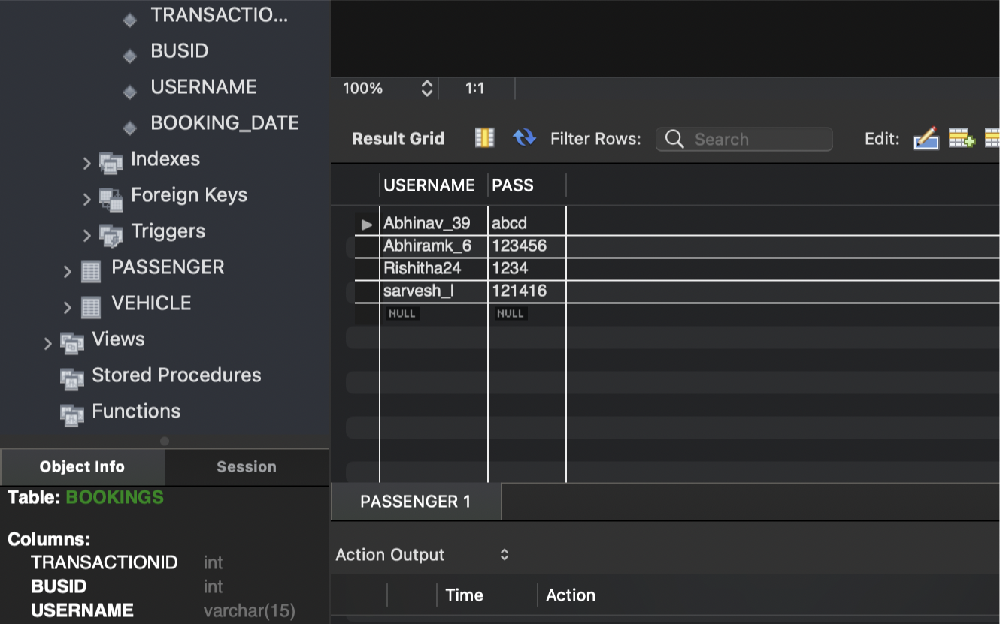 TRANSACTIO...
BUSID
USERNAME
BOOKING_DATE
Indexes
Foreign Keys
Triggers
PASSENGER
VEHICLE
Views
Stored Procedures
Functions
Object Info Session
Table: BOOKINGS
Columns:
TRANSACTIONID int
BUSID int
USERNAME varchar(15)
100% 1:1
Result Grid Filter Rows: Search Edit:
USERNAME PASS
Abhinav_39 abcd
Abhiramk_6 123456
Rishitha24 1234
sarvesh_l 121416
NULL NULL
PASSENGER 1
Action Output
Time Action